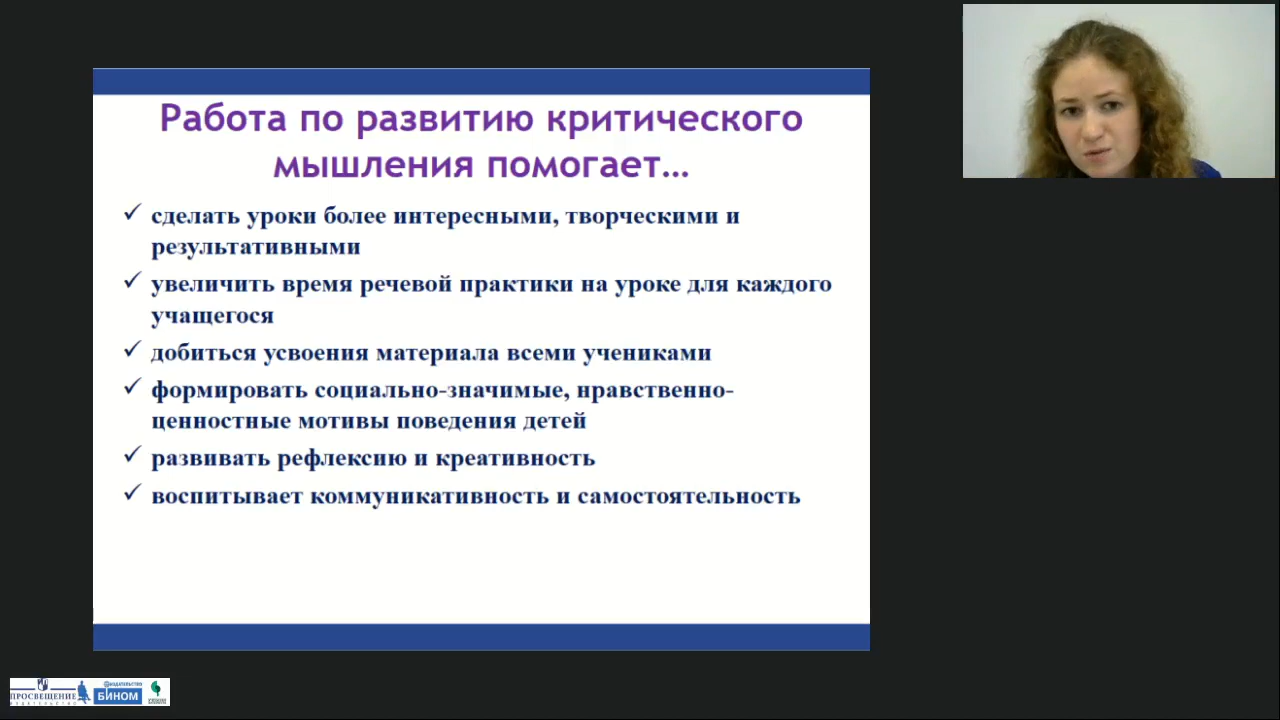 Работа по развитию критического
мышления помогает...
сделать уроки более интересными, творческими и
результативными
увеличить время речевой практики на уроке для каждого
учащегося
добиться усвоения материала всеми учениками
формировать социально-значимые, нравственно-
ценностные мотивы поведения детей
развивать рефлексию и креативность
воспитывает коммуникативность и самостоятельность
ПРОСВЕЩЕНИЕ
ИЗДАТЕЛЬСТВО
ИЗДАТЕЛЬСТВО
БИНОМ